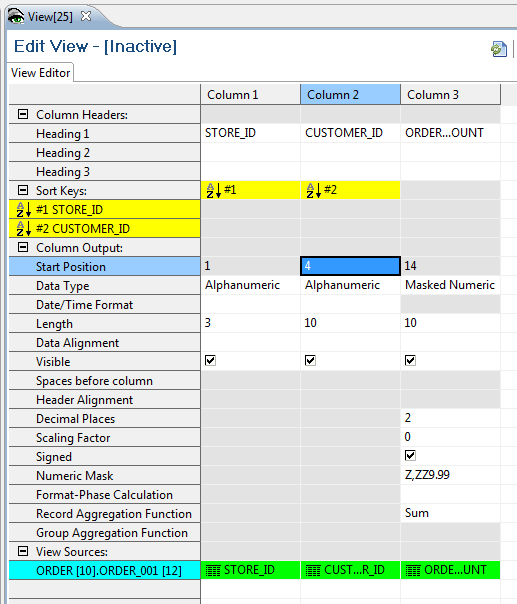 View[25]
Edit View - [Inactive]
View Editor
Column 1 Column 2 Column 3
Column Headers:
Heading 1 STORE_ID CUSTOMER_ID ORDER...OUNT
Heading 2
Heading 3
Sort Keys: #1 #2
#1 STORE_ID
#2 CUSTOMER_ID
Column Output:
Start Position 1 4 14
Data Type Alphanumeric Alphanumeric Masked Numeric
Date/Time Format
Length 3 10 10
Data Alignment
Visible
Spaces before column
Header Alignment
Decimal Places 2
Scaling Factor 0
Signed
Numeric Mask Z,ZZ9.99
Format-Phase Calculation
Record Aggregation Function Sum
Group Aggregation Function
View Sources:
ORDER [10].ORDER_001 [12] STORE_ID CUST...R_ID ORDE...UNT